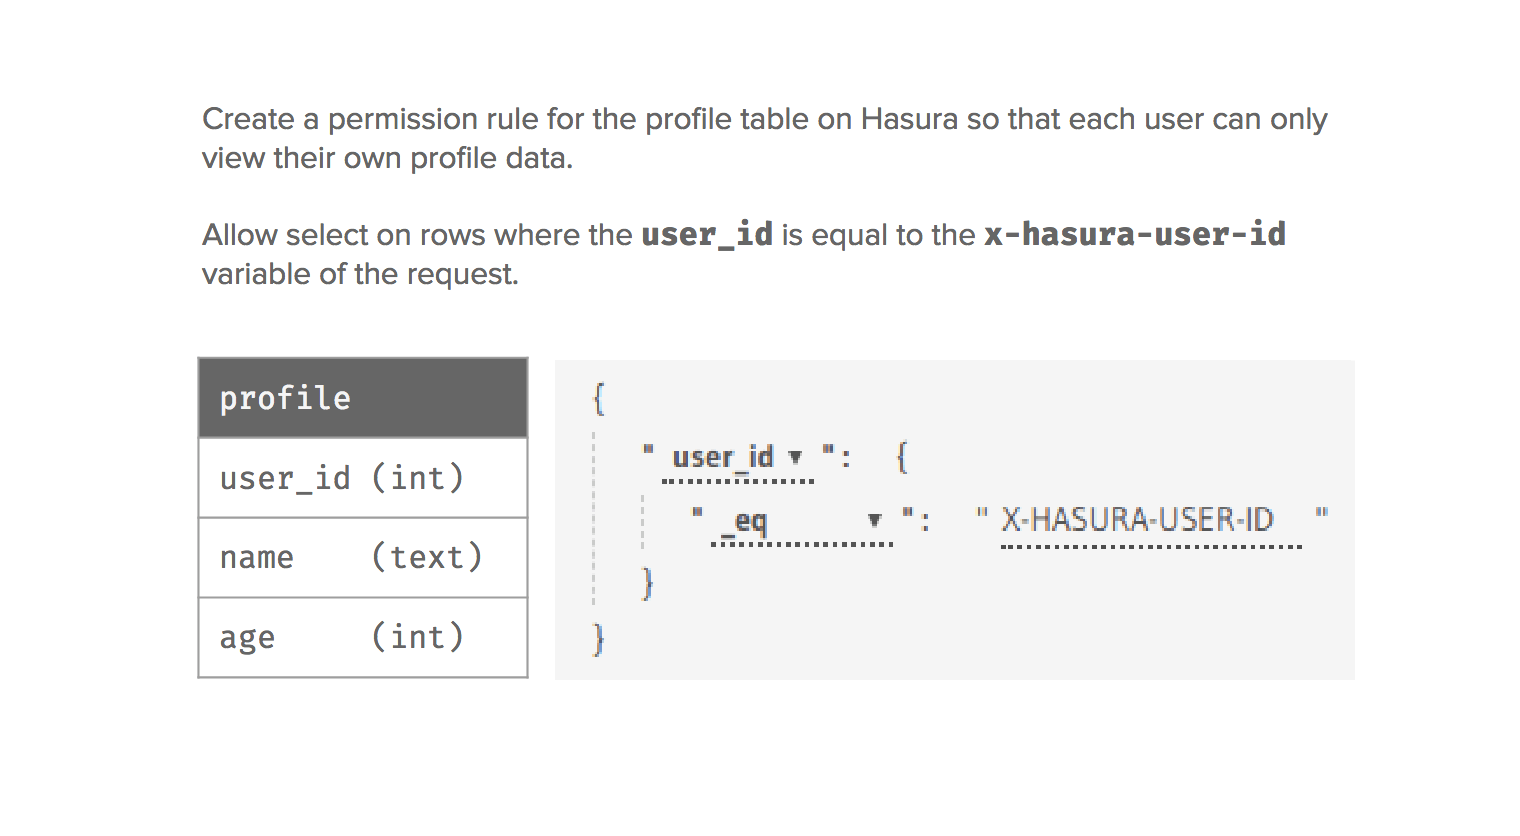 Create a permission rule for the profile table on Hasura so that each user can only
view their own profile data.
Allow select on rows where the user_id is equal to the x-hasura-user-id
variable of the request.
profile
user_id (int)
name (text)
age (int)
{
" user_id ▼ ": {
" _eq ▼ ": " X-HASURA-USER-ID "
}
}